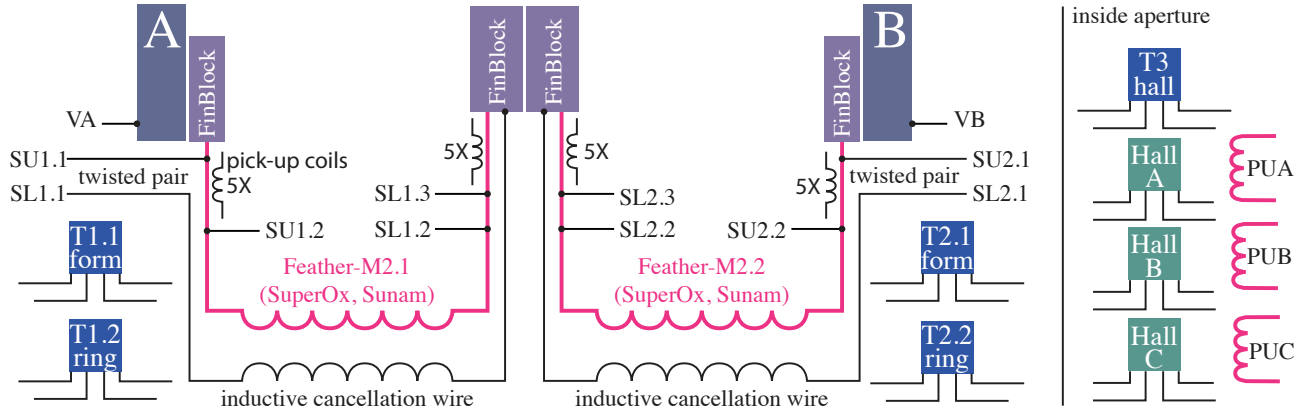 A
FinBlock
FinBlock
FinBlock
FinBlock
B
VA
VB
SU1.1
pick-up coils
twisted pair
5X
SL1.1
SU1.2
5X
SL1.3
SL1.2
5X
SL2.3
SL2.2
SU2.1
twisted pair
5X
SL2.1
SU2.2
T1.1
form
T1.2
ring
Feather-M2.1
(SuperOx, Sunam)
Feather-M2.2
(SuperOx, Sunam)
T2.1
form
T2.2
ring
inductive cancellation wire
inductive cancellation wire
inside aperture
T3
hall
Hall
A
PUA
Hall
B
PUB
Hall
C
PUC